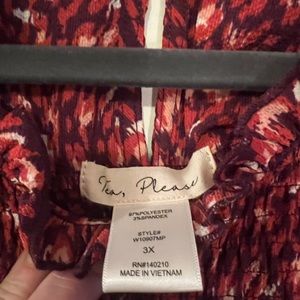 Tea, Please
97%POLYESTER
3%SPANDEX
STYLE#
W10907MP
3X
RN#140210
MADE IN VIETNAM